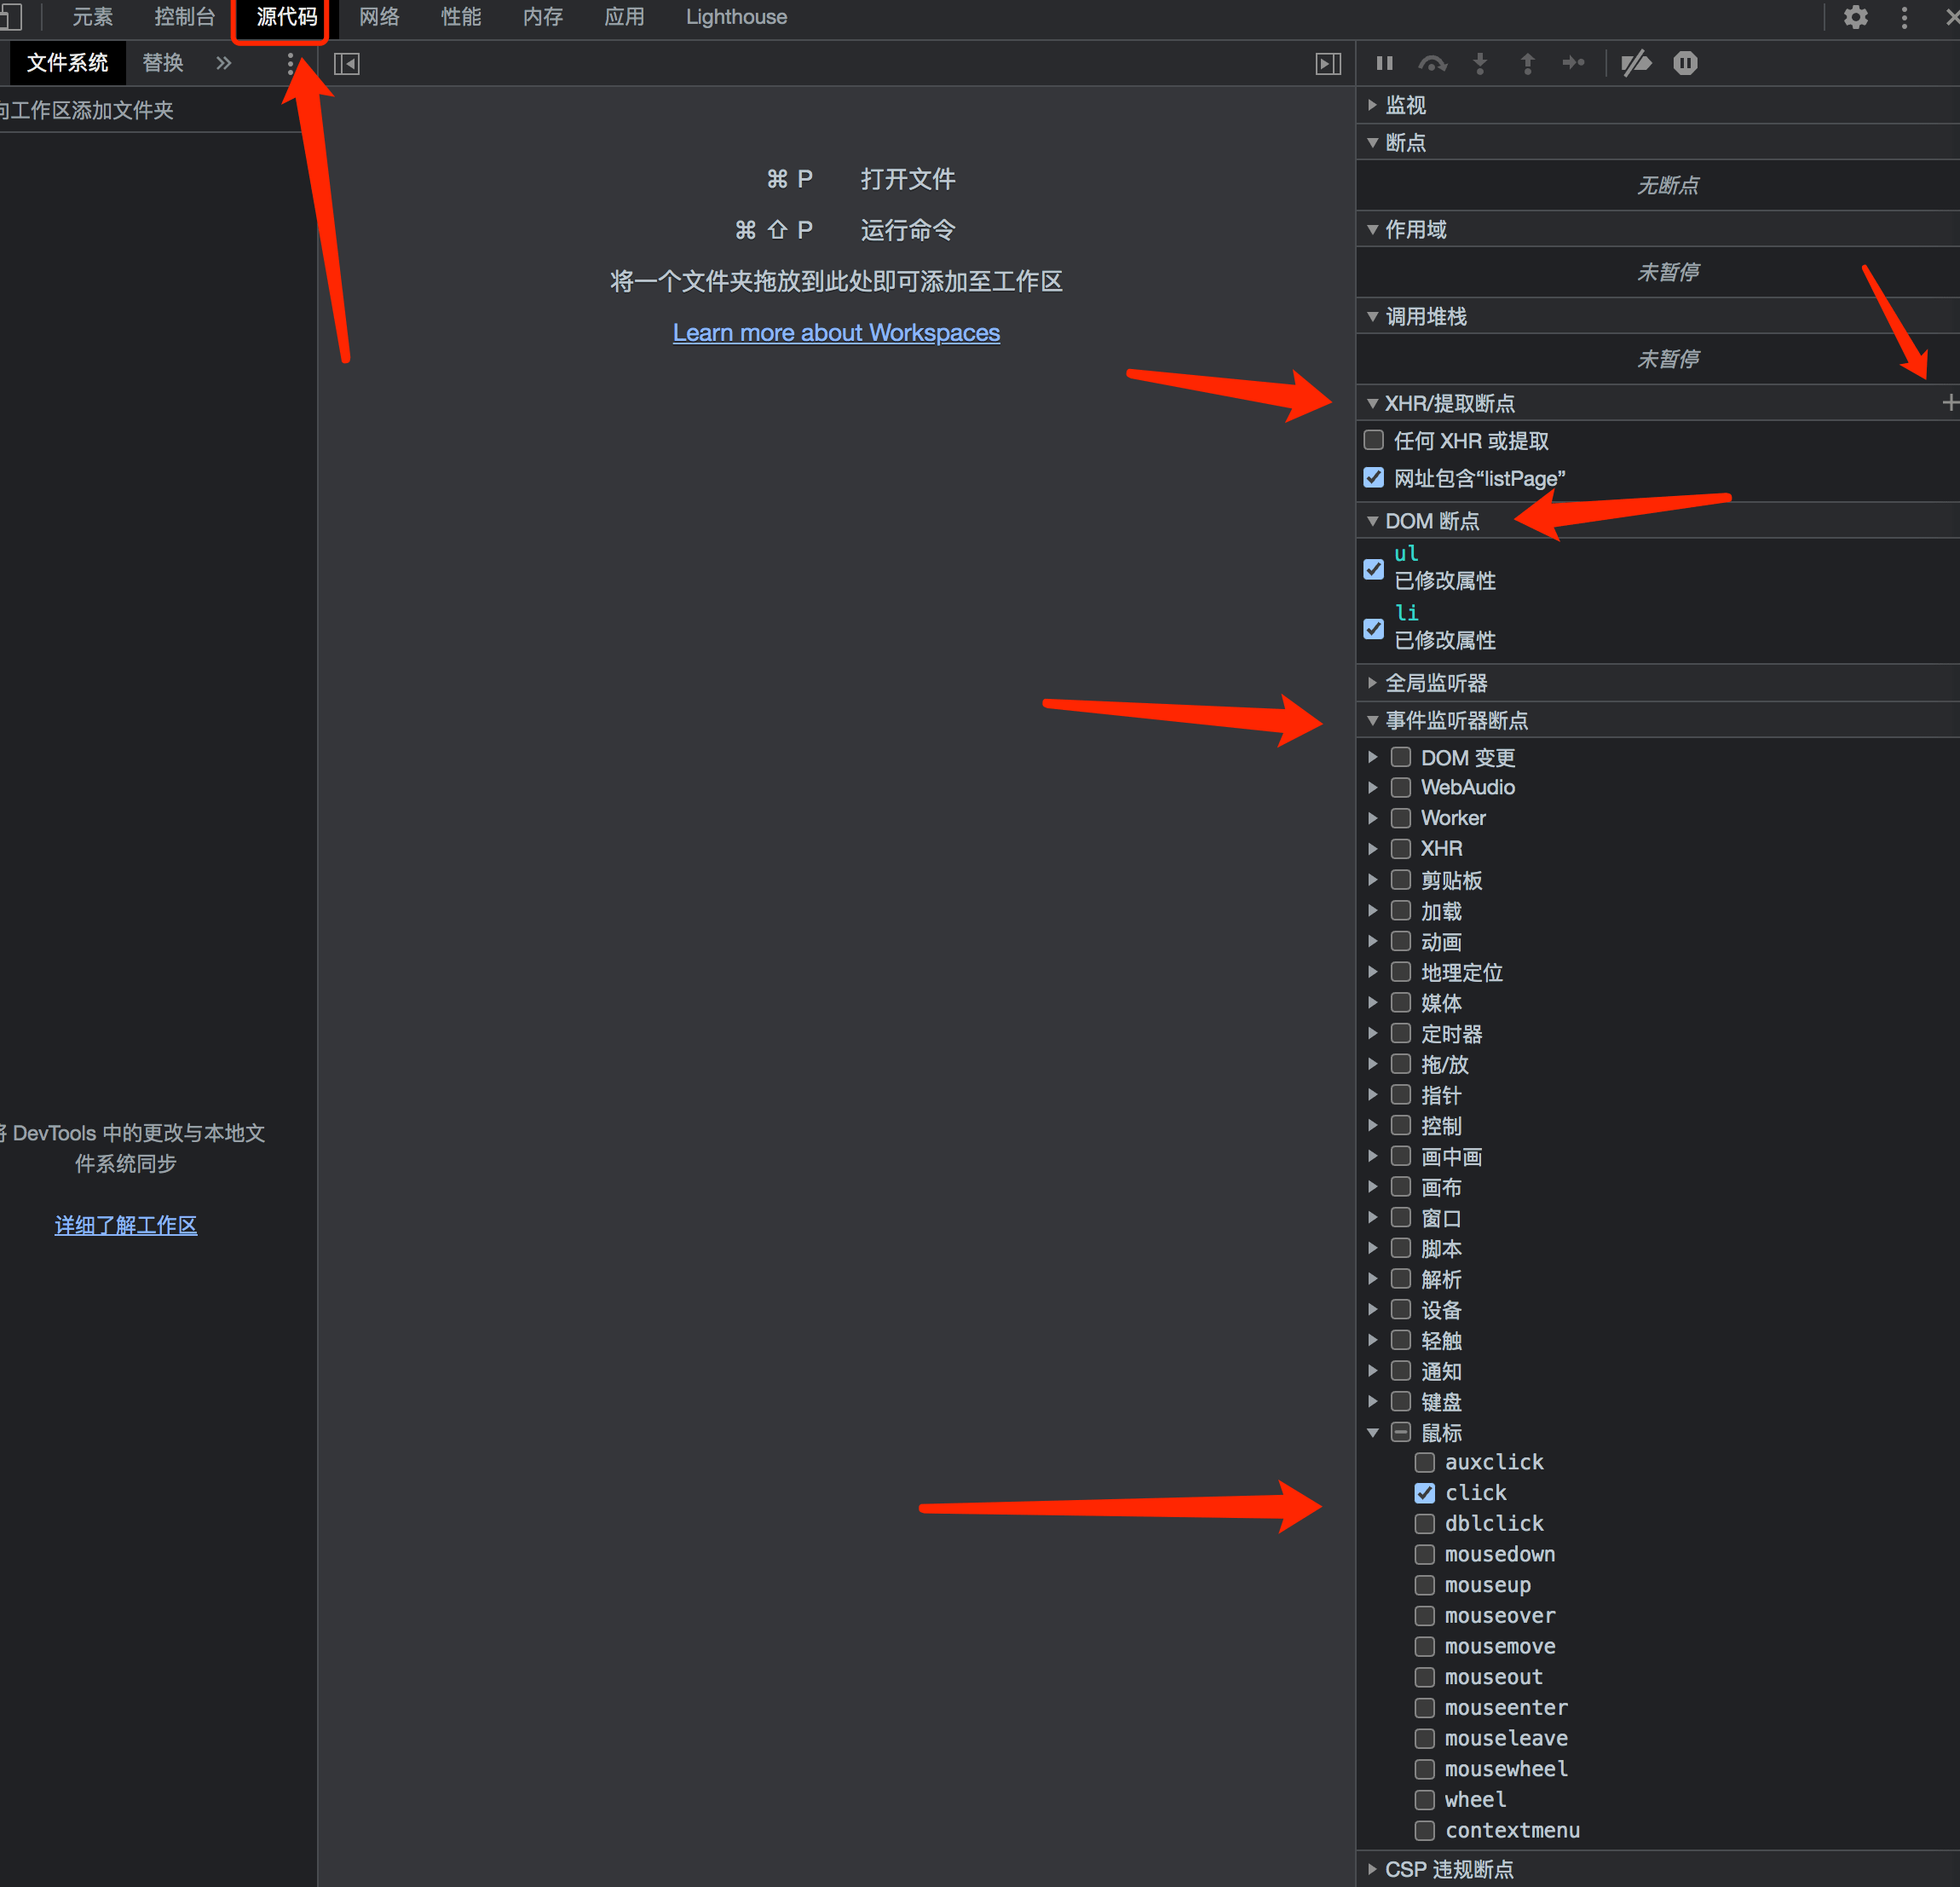 元素 控制台 源代码 网络 性能 内存 应用 Lighthouse
文件系统 替换
向工作区添加文件夹
⌘ P 打开文件
⌘ ⇧ P 运行命令
将一个文件夹拖放到此处即可添加至工作区
Learn more about Workspaces
将 DevTools 中的更改与本地文
件系统同步
详细了解工作区
监视
断点
无断点
作用域
未暂停
调用堆栈
未暂停
XHR/提取断点
任何 XHR 或提取
网址包含“listPage”
DOM 断点
ul
已修改属性
li
已修改属性
全局监听器
事件监听器断点
DOM 变更
WebAudio
Worker
XHR
剪贴板
加载
动画
地理定位
媒体
定时器
拖/放
指针
控制
画中画
画布
窗口
脚本
解析
设备
轻触
通知
键盘
鼠标
auxclick
click
dblclick
mousedown
mouseup
mouseover
mousemove
mouseout
mouseenter
mouseleave
mousewheel
wheel
contextmenu
CSP 违规断点